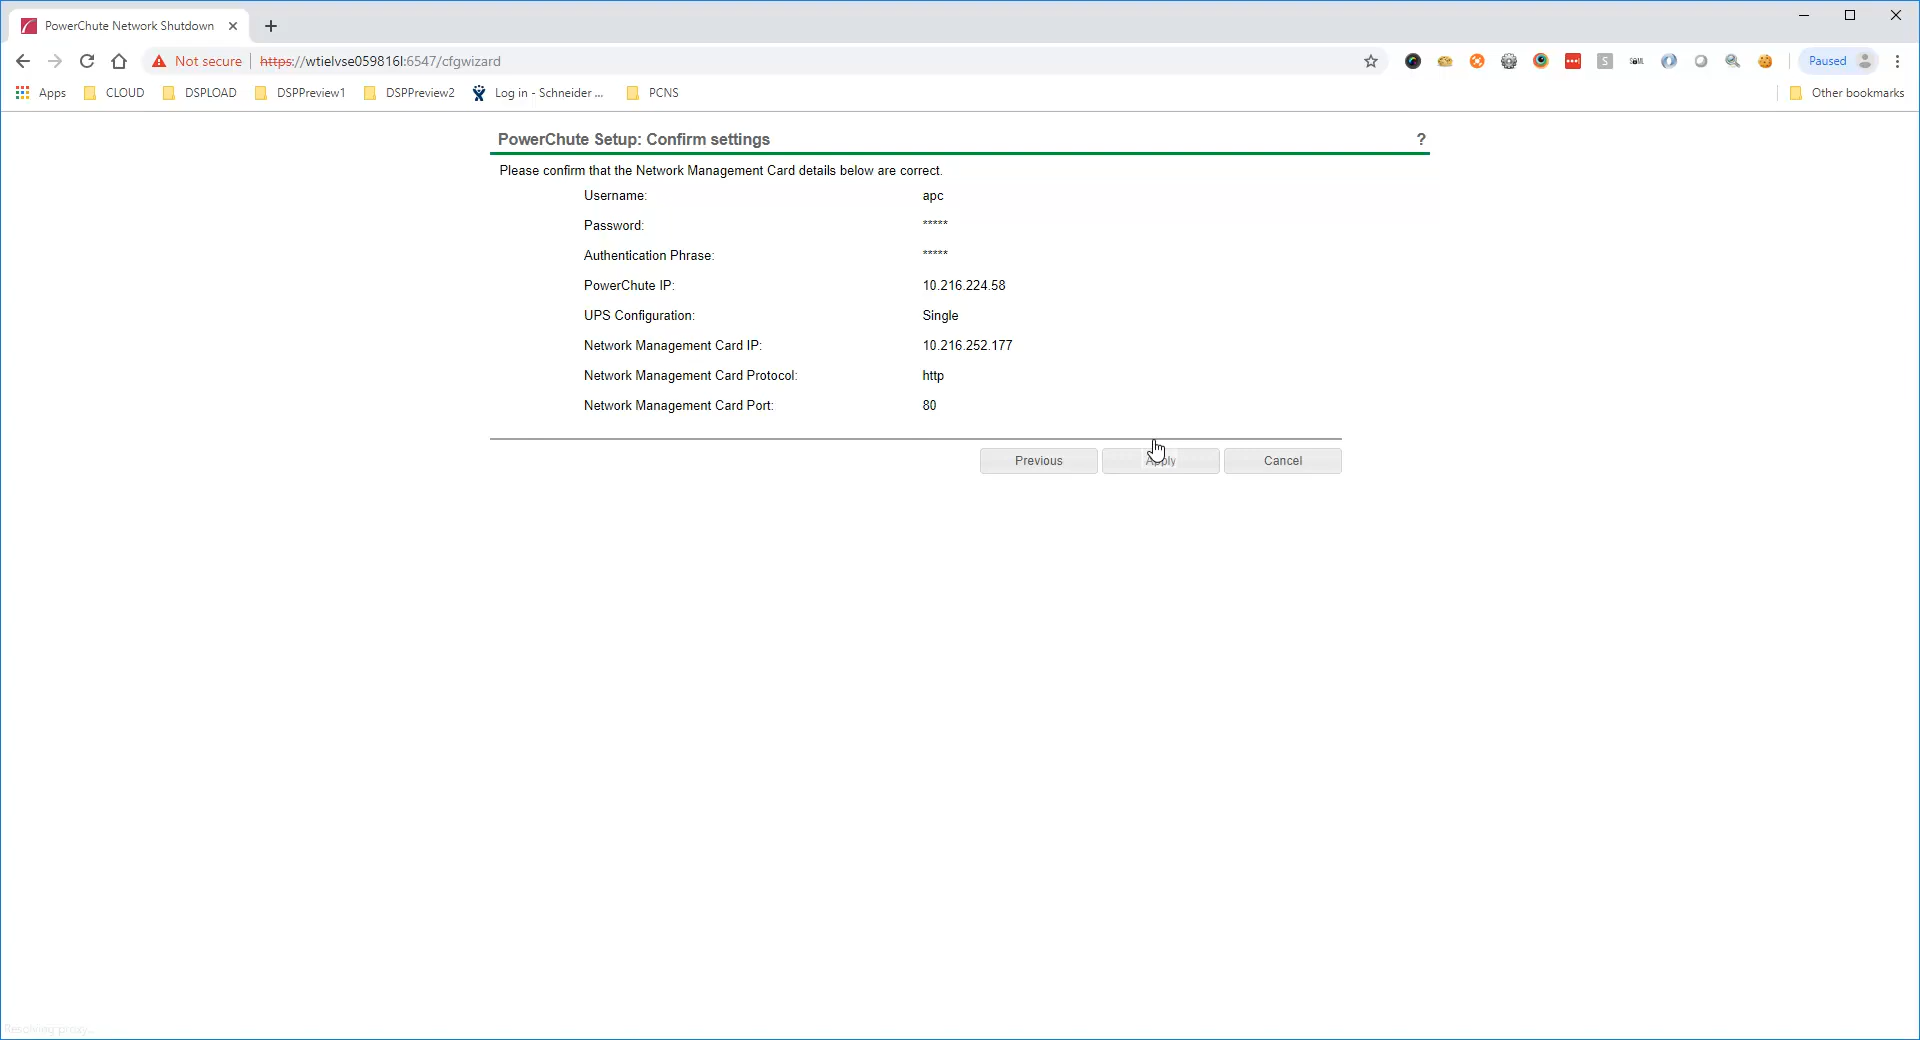 PowerChute Network Shutdown
Not secure
https://wtielvse059816l:6547/cfgwizard
Paused
Apps
CLOUD
DSPLOAD
DSPPreview1
DSPPreview2
Log in - Schneider ...
PCNS
Other bookmarks
PowerChute Setup: Confirm settings ?
Please confirm that the Network Management Card details below are correct.
Username: apc
Password: *****
Authentication Phrase: *****
PowerChute IP: 10.216.224.58
UPS Configuration: Single
Network Management Card IP: 10.216.252.177
Network Management Card Protocol: http
Network Management Card Port: 80
Previous
Apply
Cancel
Resolving proxy...